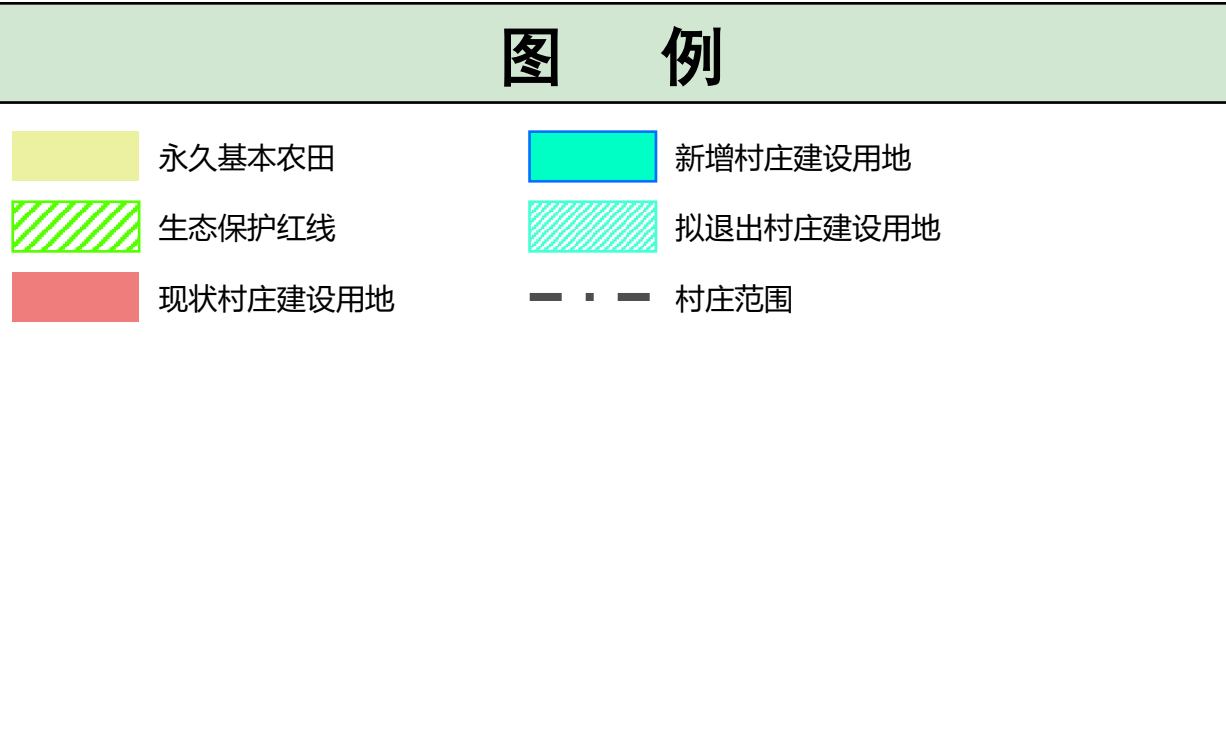 图 例
永久基本农田
新增村庄建设用地
生态保护红线
拟退出村庄建设用地
现状村庄建设用地
村庄范围